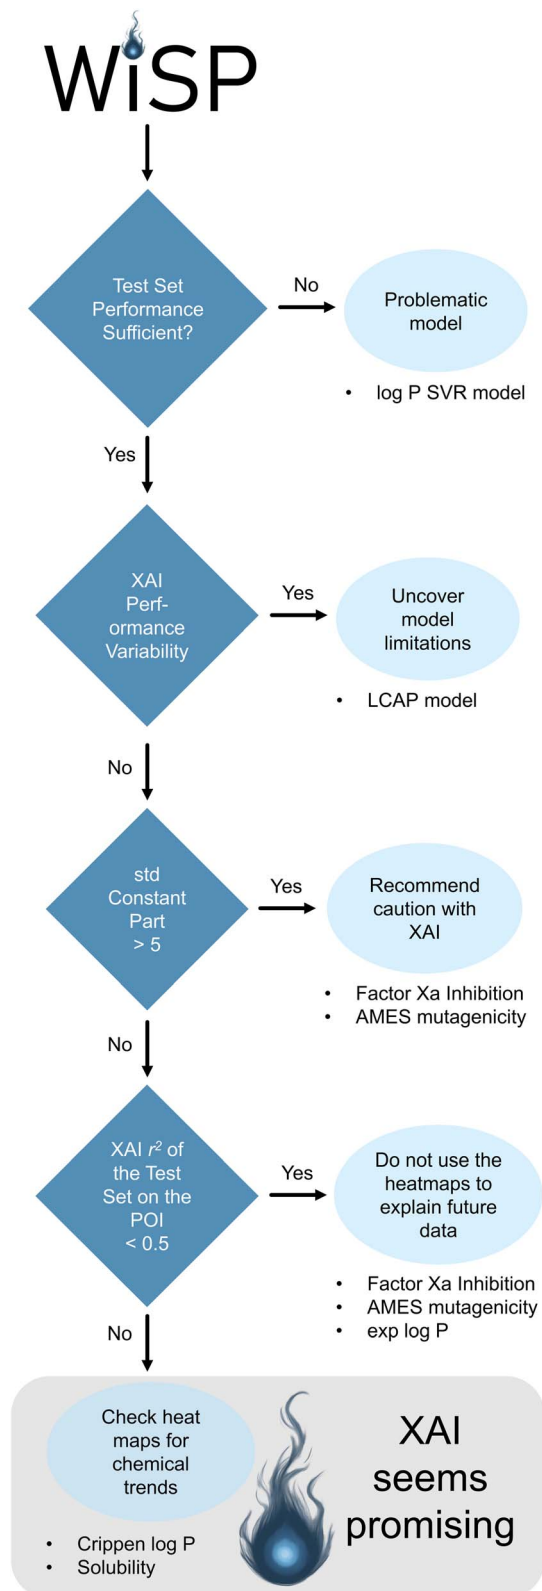 WiSP
Test Set
Performance
Sufficient?
No
Problematic
model
• log P SVR model
Yes
XAI
Perf-
ormance
Variability
Yes
Uncover
model
limitations
• LCAP model
No
std
Constant
Part
> 5
Yes
Recommend
caution with
XAI
• Factor Xa Inhibition
• AMES mutagenicity
No
XAI r² of
the Test
Set on the
POI
< 0.5
Yes
Do not use the
heatmaps to
explain future
data
• Factor Xa Inhibition
• AMES mutagenicity
• exp log P
No
Check heat
maps for
chemical
trends
• Crippen log P
• Solubility
XAI
seems
promising